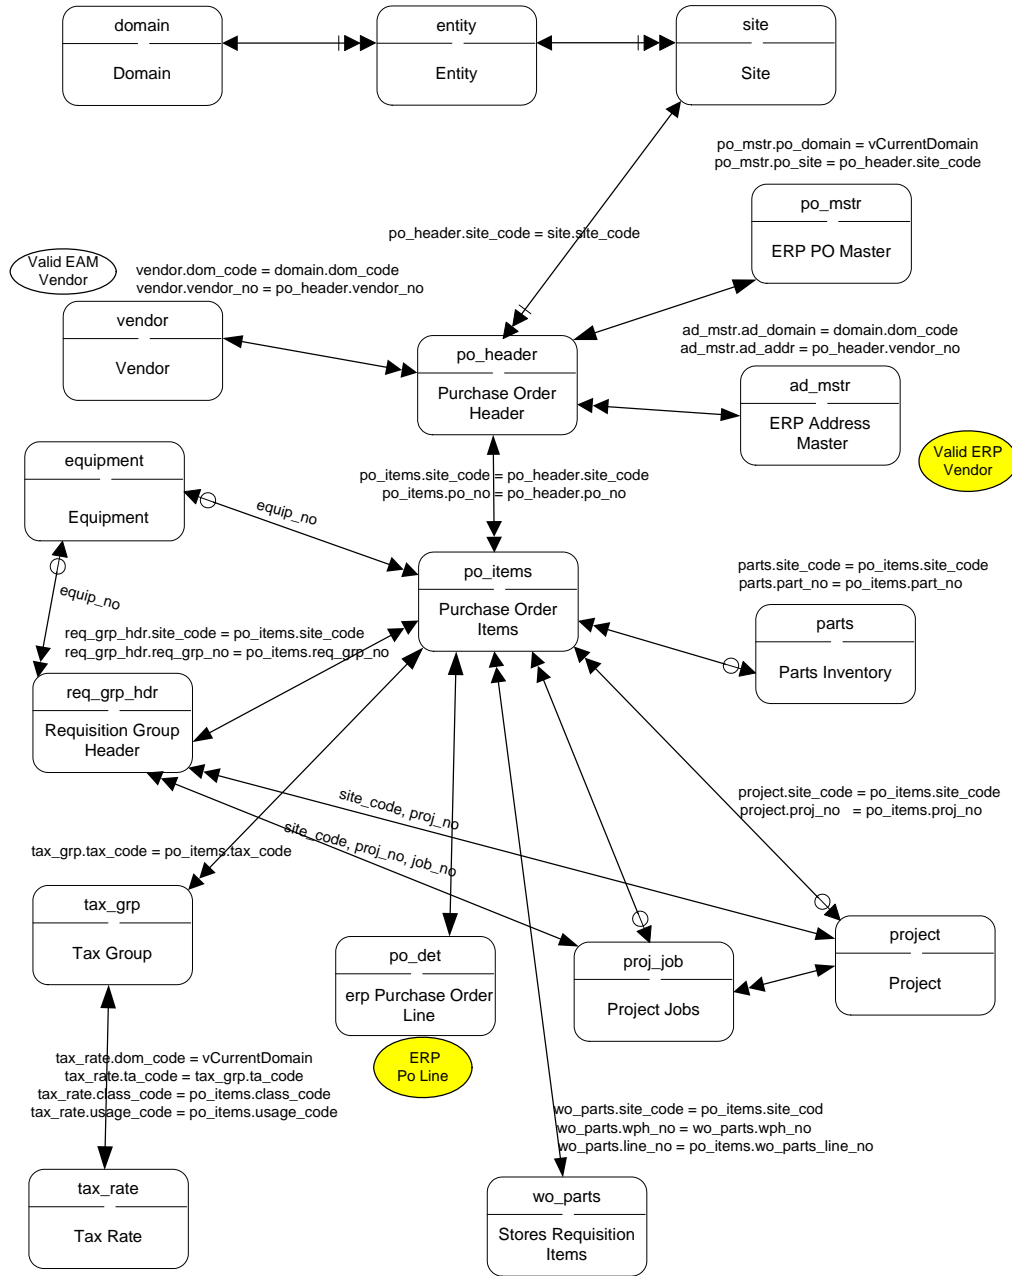 domain
Domain
entity
Entity
site
Site
po_mstr.po_domain = vCurrentDomain
po_mstr.po_site = po_header.site_code
po_mstr
ERP PO Master
po_header.site_code = site.site_code
Valid EAM
Vendor
vendor.dom_code = domain.dom_code
vendor.vendor_no = po_header.vendor_no
vendor
Vendor
po_header
Purchase Order
Header
ad_mstr.ad_domain = domain.dom_code
ad_mstr.ad_addr = po_header.vendor_no
ad_mstr
ERP Address
Master
Valid ERP
Vendor
equipment
Equipment
po_items.site_code = po_header.site_code
po_items.po_no = po_header.po_no
equip_no
equip_no
po_items
Purchase Order
Items
parts.site_code = po_items.site_code
parts.part_no = po_items.part_no
parts
Parts Inventory
req_grp_hdr.site_code = po_items.site_code
req_grp_hdr.req_grp_no = po_items.req_grp_no
req_grp_hdr
Requisition Group
Header
site_code, proj_no
site_code, proj_no, job_no
project.site_code = po_items.site_code
project.proj_no   = po_items.proj_no
tax_grp.tax_code = po_items.tax_code
tax_grp
Tax Group
po_det
erp Purchase Order
Line
ERP
Po Line
proj_job
Project Jobs
project
Project
tax_rate.dom_code = vCurrentDomain
tax_rate.ta_code = tax_grp.ta_code
tax_rate.class_code = po_items.class_code
tax_rate.usage_code = po_items.usage_code
wo_parts.site_code = po_items.site_cod
wo_parts.wph_no = wo_parts.wph_no
wo_parts.line_no = po_items.wo_parts_line_no
tax_rate
Tax Rate
wo_parts
Stores Requisition
Items